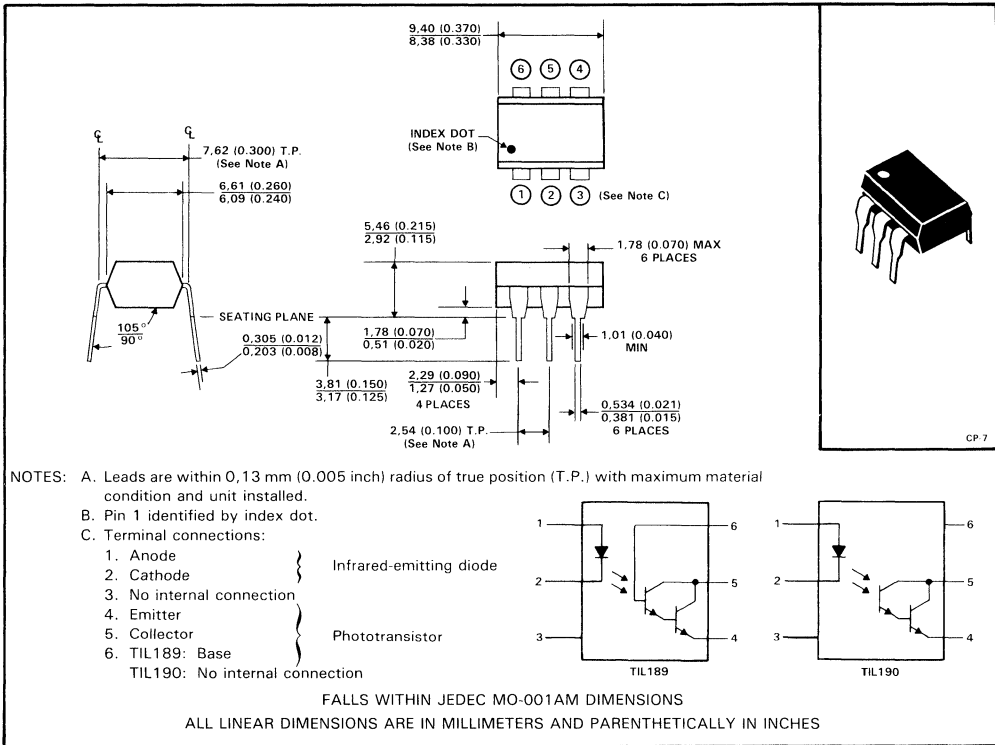 9,40 (0.370)
8,38 (0.330)
6 5 4
INDEX DOT
(See Note B)
1 2 3 (See Note C)
℄ ℄
7,62 (0.300) T.P.
(See Note A)
6,61 (0.260)
6,09 (0.240)
5,46 (0.215)
2,92 (0.115)
1,78 (0.070) MAX
6 PLACES
105°
90°
SEATING PLANE
0,305 (0.012)
0,203 (0.008)
1,78 (0.070)
0,51 (0.020)
1,01 (0.040)
MIN
3,81 (0.150)
3,17 (0.125)
2,29 (0.090)
1,27 (0.050)
4 PLACES
0,534 (0.021)
0,381 (0.015)
6 PLACES
2,54 (0.100) T.P.
(See Note A)
CP-7
NOTES: A. Leads are within 0,13 mm (0.005 inch) radius of true position (T.P.) with maximum material
condition and unit installed.
B. Pin 1 identified by index dot.
C. Terminal connections:
1. Anode
2. Cathode
Infrared-emitting diode
3. No internal connection
4. Emitter
5. Collector
Phototransistor
6. TIL189: Base
TIL190: No internal connection
1 2 3 6 5 4
TIL189
1 2 3 6 5 4
TIL190
FALLS WITHIN JEDEC MO-001AM DIMENSIONS
ALL LINEAR DIMENSIONS ARE IN MILLIMETERS AND PARENTHETICALLY IN INCHES